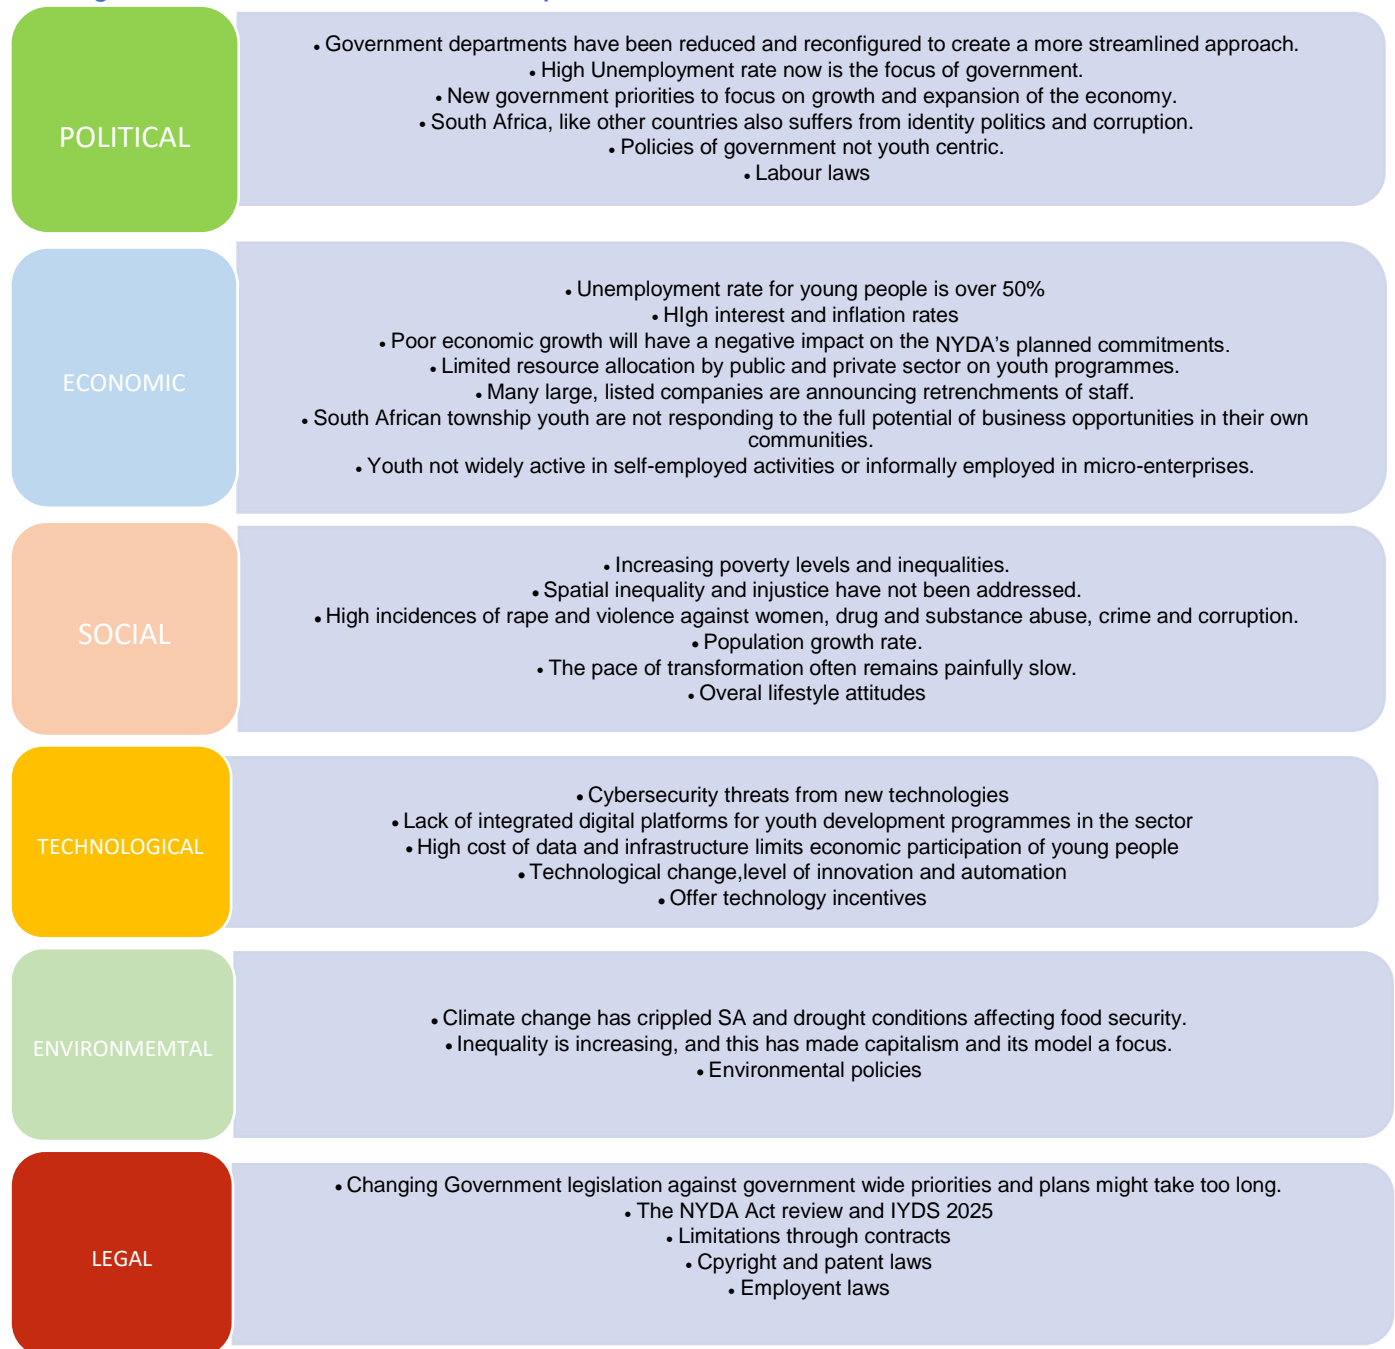 POLITICAL
• Government departments have been reduced and reconfigured to create a more streamlined approach.
• High Unemployment rate now is the focus of government.
• New government priorities to focus on growth and expansion of the economy.
• South Africa, like other countries also suffers from identity politics and corruption.
• Policies of government not youth centric.
• Labour laws
ECONOMIC
• Unemployment rate for young people is over 50%
• HIgh interest and inflation rates
• Poor economic growth will have a negative impact on the NYDA's planned commitments.
• Limited resource allocation by public and private sector on youth programmes.
• Many large, listed companies are announcing retrenchments of staff.
• South African township youth are not responding to the full potential of business opportunities in their own
communities.
• Youth not widely active in self-employed activities or informally employed in micro-enterprises.
SOCIAL
• Increasing poverty levels and inequalities.
• Spatial inequality and injustice have not been addressed.
• High incidences of rape and violence against women, drug and substance abuse, crime and corruption.
• Population growth rate.
• The pace of transformation often remains painfully slow.
• Overal lifestyle attitudes
TECHNOLOGICAL
• Cybersecurity threats from new technologies
• Lack of integrated digital platforms for youth development programmes in the sector
• High cost of data and infrastructure limits economic participation of young people
• Technological change,level of innovation and automation
• Offer technology incentives
ENVIRONMEMTAL
• Climate change has crippled SA and drought conditions affecting food security.
• Inequality is increasing, and this has made capitalism and its model a focus.
• Environmental policies
LEGAL
• Changing Government legislation against government wide priorities and plans might take too long.
• The NYDA Act review and IYDS 2025
• Limitations through contracts
• Cpyright and patent laws
• Employent laws